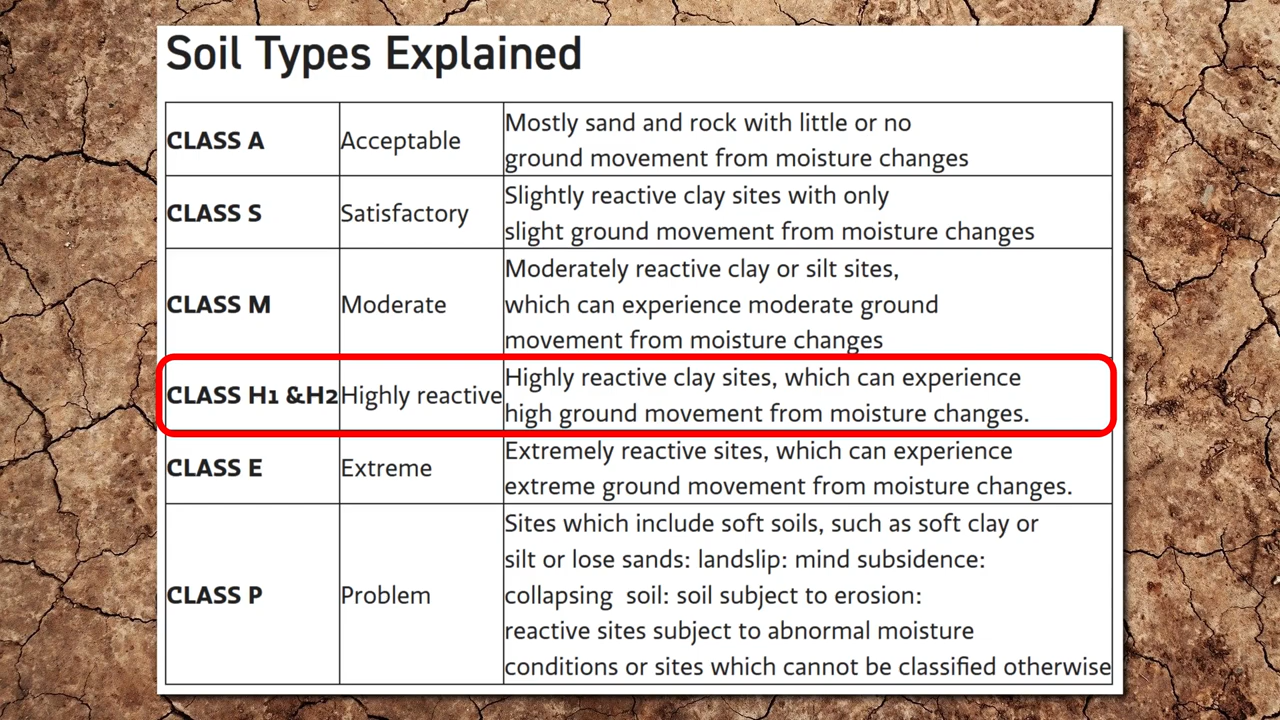 Soil Types Explained
CLASS A
Acceptable
Mostly sand and rock with little or no
ground movement from moisture changes
CLASS S
Satisfactory
Slightly reactive clay sites with only
slight ground movement from moisture changes
CLASS M
Moderate
Moderately reactive clay or silt sites,
which can experience moderate ground
movement from moisture changes
CLASS H1 &H2
Highly reactive
Highly reactive clay sites, which can experience
high ground movement from moisture changes.
CLASS E
Extreme
Extremely reactive sites, which can experience
extreme ground movement from moisture changes.
CLASS P
Problem
Sites which include soft soils, such as soft clay or
silt or lose sands: landslip: mind subsidence:
collapsing  soil: soil subject to erosion:
reactive sites subject to abnormal moisture
conditions or sites which cannot be classified otherwise